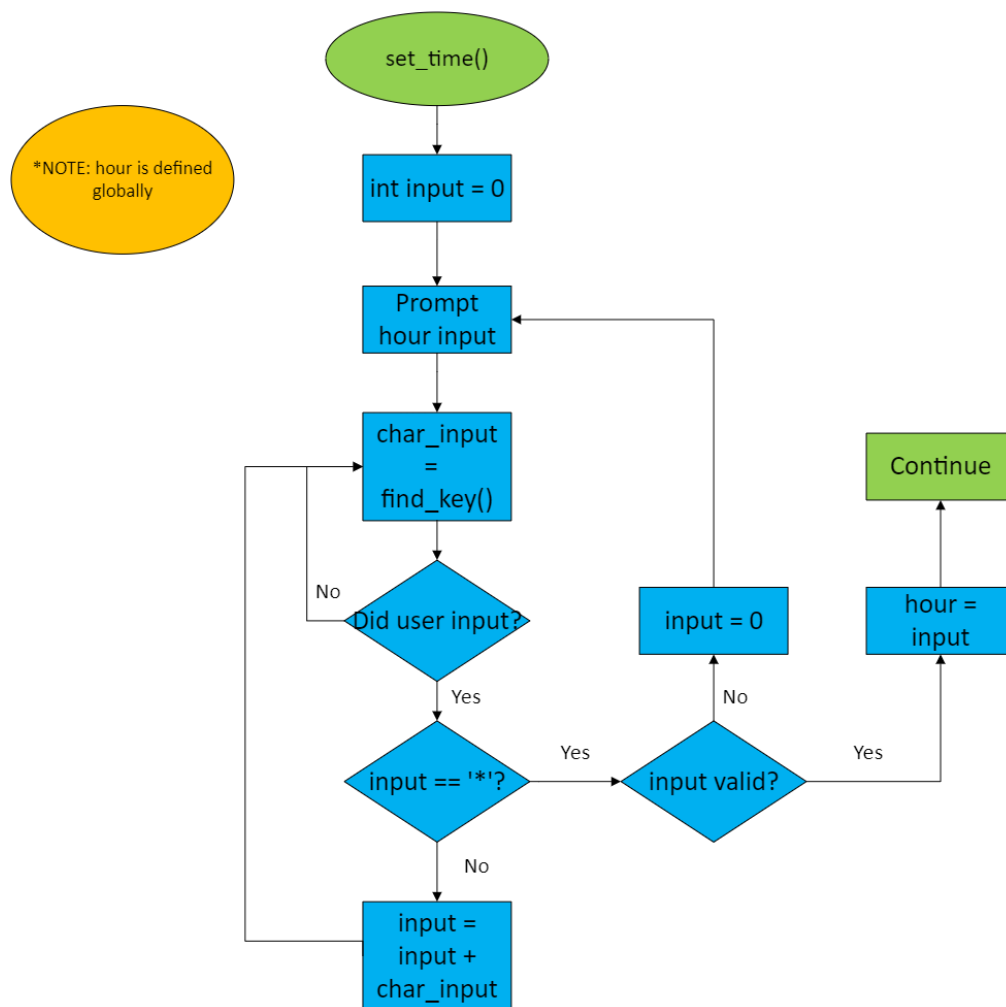 set_time()
*NOTE: hour is defined
globally
int input = 0
Prompt
hour input
char_input
=
find_key()
Continue
No
Did user input?
input = 0
hour =
input
Yes
No
input == '*'?
Yes
input valid?
Yes
No
input =
input +
char_input